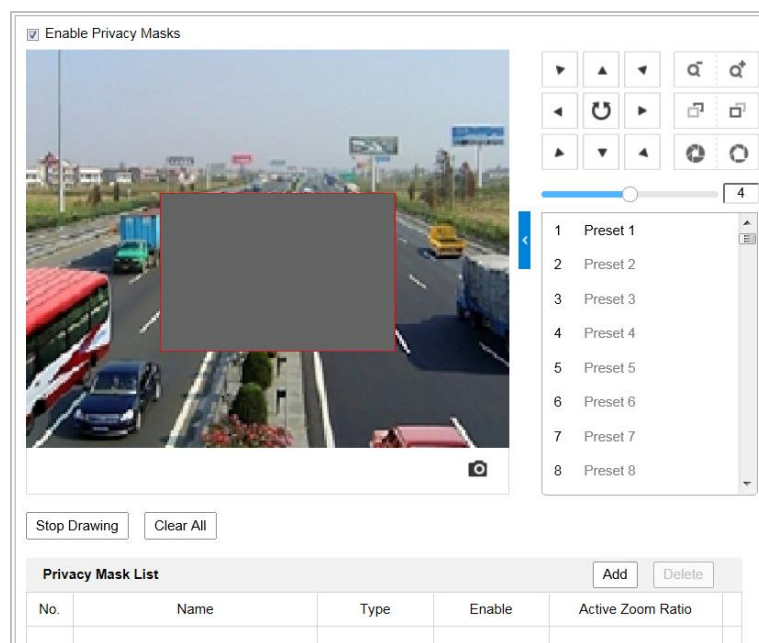 Enable Privacy Masks
4
1 Preset 1
2 Preset 2
3 Preset 3
4 Preset 4
5 Preset 5
6 Preset 6
7 Preset 7
8 Preset 8
Stop Drawing Clear All
Privacy Mask List Add Delete
No. Name Type Enable Active Zoom Ratio